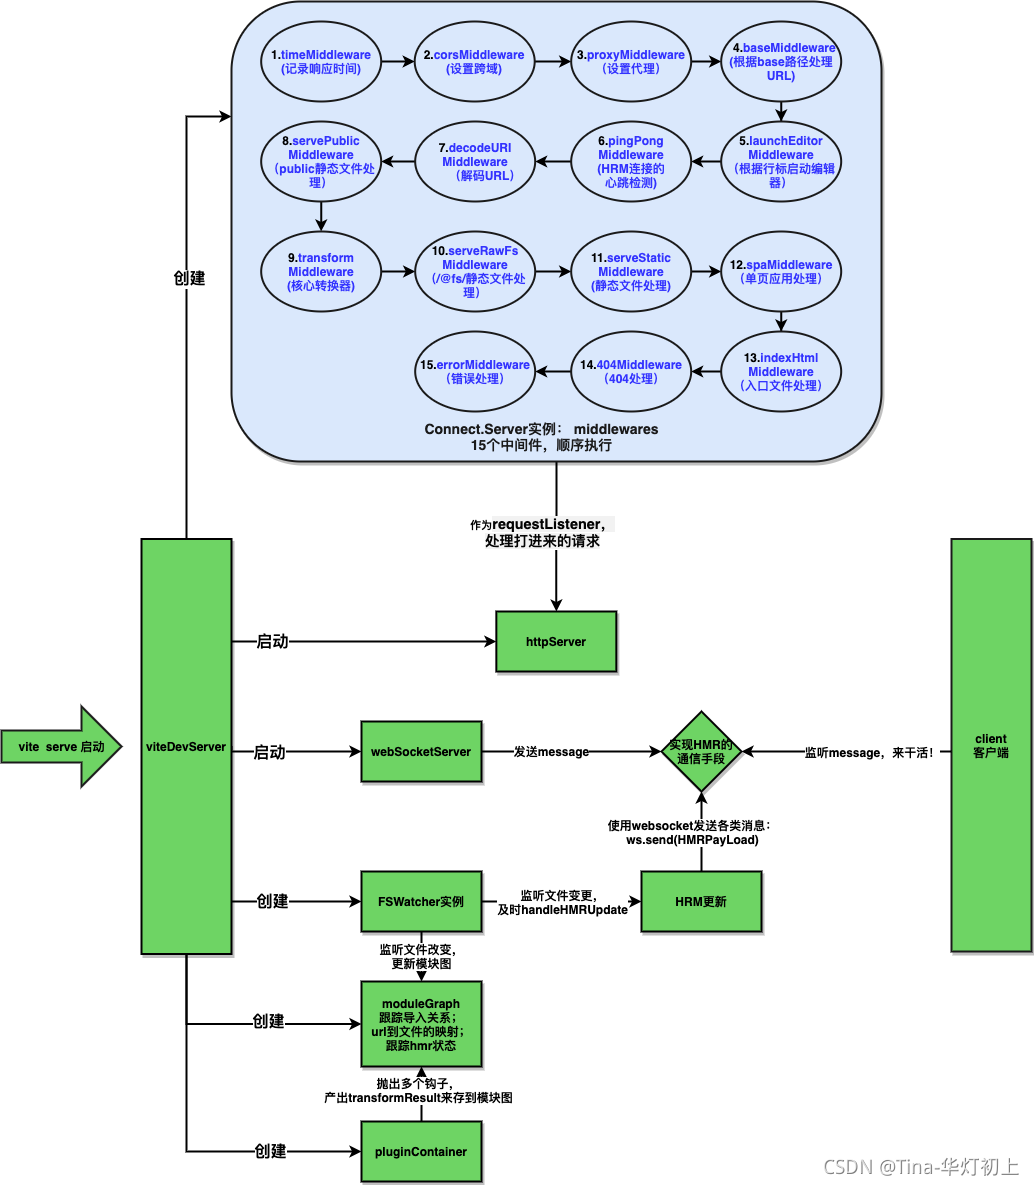 1.timeMiddleware
(记录响应时间)
2.corsMiddleware
(设置跨域)
3.proxyMiddleware
（设置代理）
4.baseMiddleware
(根据base路径处理
URL)
5.launchEditor
Middleware
（根据行标启动编辑
器）
6.pingPong
Middleware
(HRM连接的
心跳检测)
7.decodeURI
Middleware
（解码URL）
8.servePublic
Middleware
（public静态文件处
理）
9.transform
Middleware
(核心转换器)
10.serveRawFs
Middleware
（/@fs/静态文件处
理）
11.serveStatic
Middleware
(静态文件处理)
12.spaMiddleware
（单页应用处理）
13.indexHtml
Middleware
（入口文件处理）
14.404Middleware
（404处理）
15.errorMiddleware
（错误处理）
Connect.Server实例： middlewares
15个中间件，顺序执行
创建
作为requestListener，
处理打进来的请求
启动
httpServer
vite serve 启动
viteDevServer
启动
webSocketServer
发送message
实现HMR的
通信手段
监听message，来干活！
client
客户端
使用websocket发送各类消息：
ws.send(HMRPayLoad)
创建
FSWatcher实例
监听文件变更，
及时handleHMRUpdate
HRM更新
监听文件改变，
更新模块图
创建
moduleGraph
跟踪导入关系；
url到文件的映射；
跟踪hmr状态
抛出多个钩子，
产出transformResult来存到模块图
创建
pluginContainer
CSDN @Tina-华灯初上